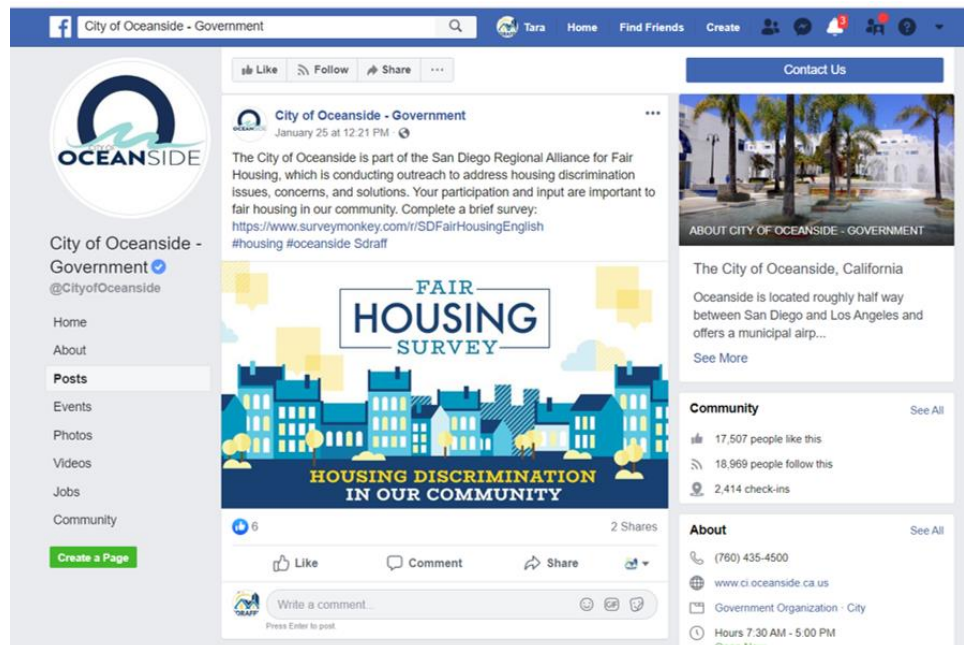 City of Oceanside - Government
Tara
Home
Find Friends
Create
3
CITY OF
OCEANSIDE
City of Oceanside -
Government
@CityofOceanside
Home
About
Posts
Events
Photos
Videos
Jobs
Community
Create a Page
Like
Follow
Share
...
City of Oceanside - Government
January 25 at 12:21 PM ·
The City of Oceanside is part of the San Diego Regional Alliance for Fair
Housing, which is conducting outreach to address housing discrimination
issues, concerns, and solutions. Your participation and input are important to
fair housing in our community. Complete a brief survey:
https://www.surveymonkey.com/r/SDFairHousingEnglish
#housing #oceanside Sdraff
FAIR
HOUSING
SURVEY
HOUSING DISCRIMINATION
IN OUR COMMUNITY
6
2 Shares
Like
Comment
Share
Write a comment...
GIF
Press Enter to post.
Contact Us
ABOUT CITY OF OCEANSIDE - GOVERNMENT
The City of Oceanside, California
Oceanside is located roughly half way
between San Diego and Los Angeles and
offers a municipal airp...
See More
Community
See All
17,507 people like this
18,969 people follow this
2,414 check-ins
About
See All
(760) 435-4500
www.ci.oceanside.ca.us
Government Organization · City
Hours 7:30 AM - 5:00 PM